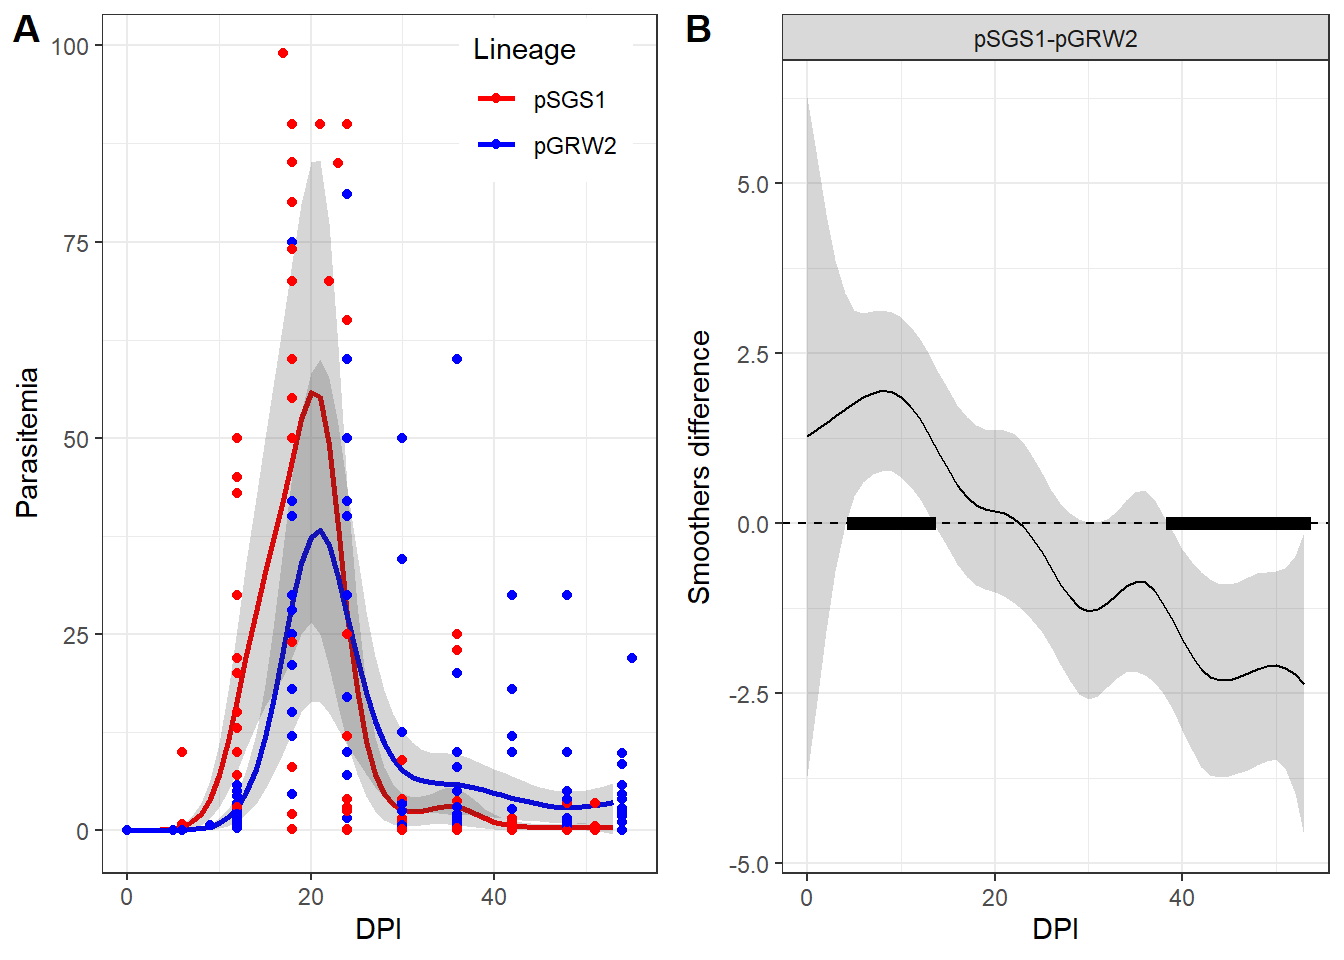 A
Parasitemia
100
75
50
25
0
0 20 40
DPI
Lineage
pSGS1
pGRW2
B
pSGS1-pGRW2
Smoothers difference
5.0
2.5
0.0
-2.5
-5.0
0 20 40
DPI